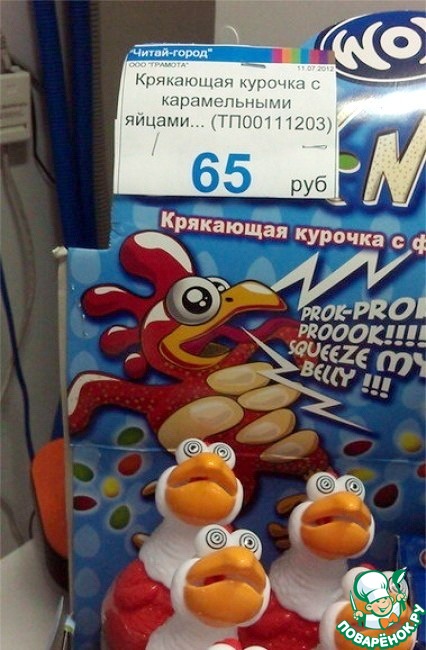 "Читай-город"
ООО "ГРАМОТА" 11.07.2012
Крякающая курочка с
карамельными
яйцами... (ТП00111203)
65 руб
WO
-N
Крякающая курочка с ф
PROK-PROK
PROOOK!!!!
SQUEEZE MY
BELLY !!!
ПОВАРЁНОК.РУ